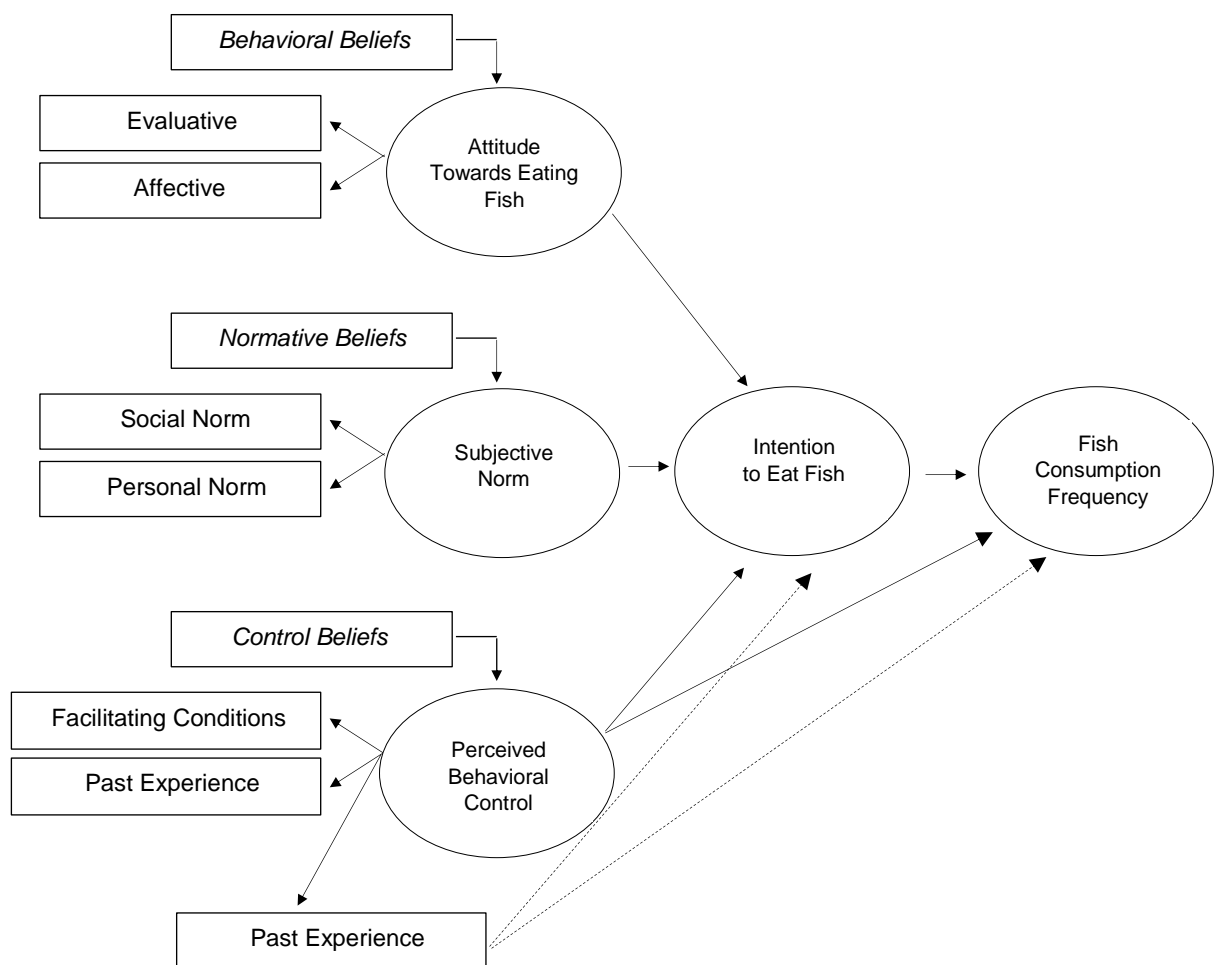 Behavioral Beliefs
Evaluative
Affective
Attitude
Towards Eating
Fish
Normative Beliefs
Social Norm
Personal Norm
Subjective
Norm
Intention
to Eat Fish
Fish
Consumption
Frequency
Control Beliefs
Facilitating Conditions
Past Experience
Perceived
Behavioral
Control
Past Experience